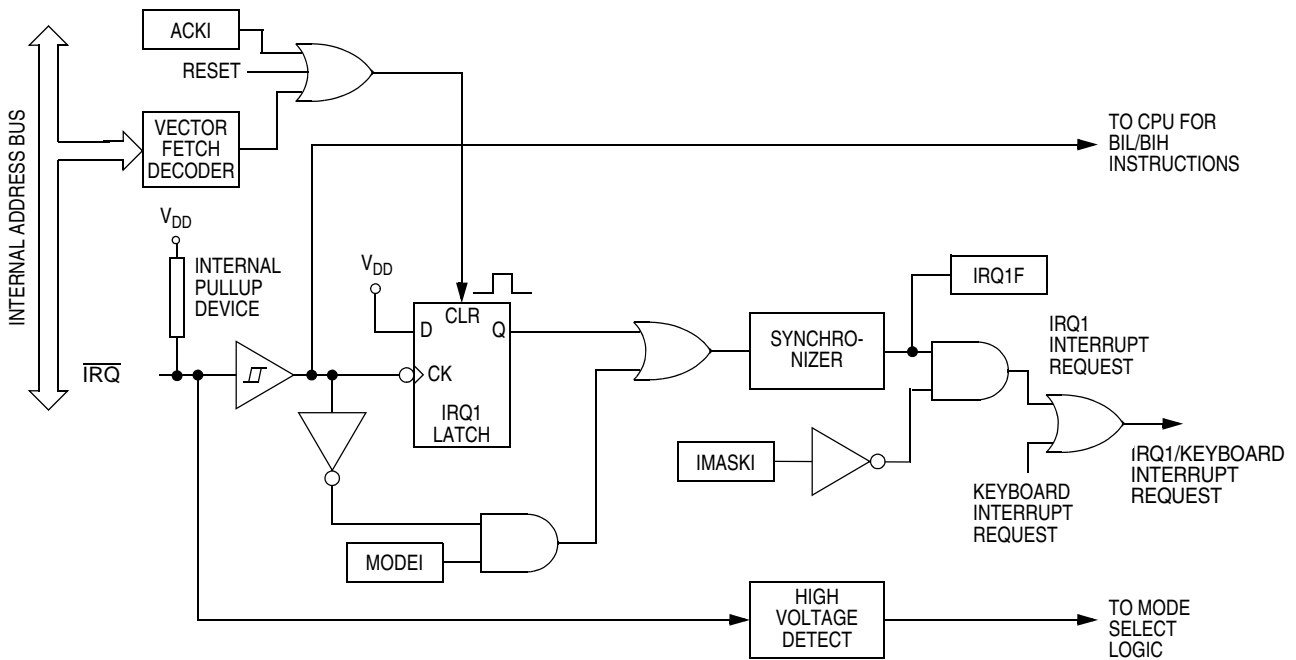 ACKI
RESET
INTERNAL ADDRESS BUS
VECTOR
FETCH
DECODER
TO CPU FOR
BIL/BIH
INSTRUCTIONS
VDD
INTERNAL
PULLUP
DEVICE
VDD
IRQ1F
CLR
D
Q
CK
IRQ1
LATCH
SYNCHRO-
NIZER
IRQ1
INTERRUPT
REQUEST
IRQ
IMASKI
KEYBOARD
INTERRUPT
REQUEST
IRQ1/KEYBOARD
INTERRUPT
REQUEST
MODEI
HIGH
VOLTAGE
DETECT
TO MODE
SELECT
LOGIC